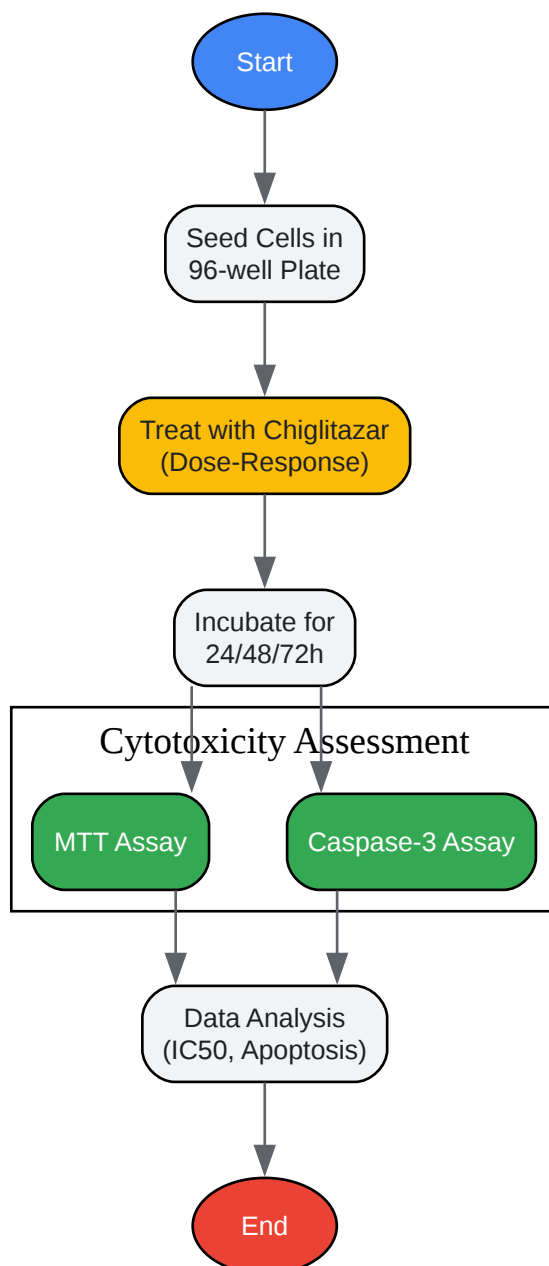 Start
Seed Cells in
96-well Plate
Treat with Chiglitazar
(Dose-Response)
Incubate for
24/48/72h
Cytotoxicity Assessment
MTT Assay
Caspase-3 Assay
Data Analysis
(IC50, Apoptosis)
End